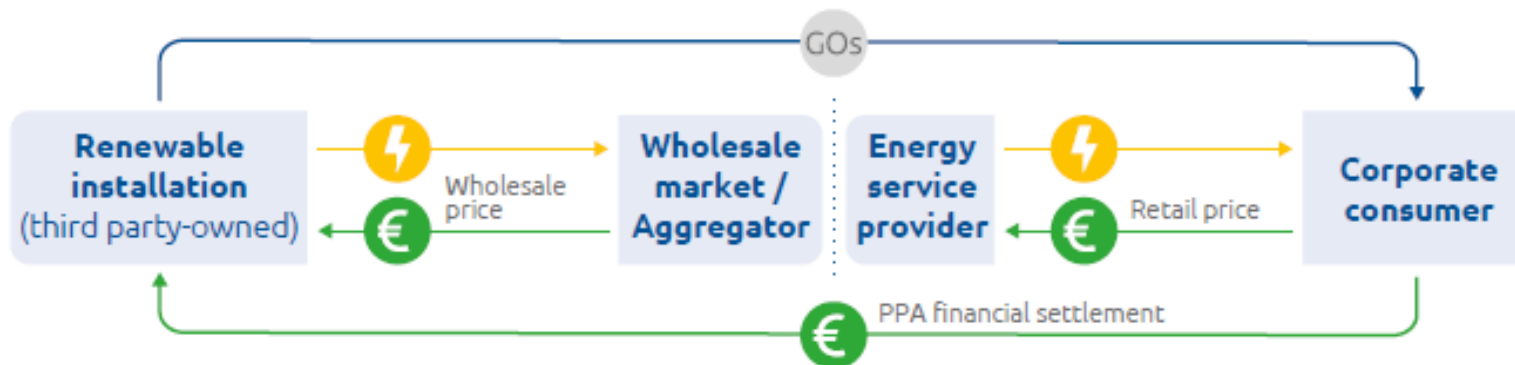 GOs
Renewable
installation
(third party-owned)
Wholesale
price
€
Wholesale
market /
Aggregator
Energy
service
provider
Retail price
€
Corporate
consumer
PPA financial settlement
€